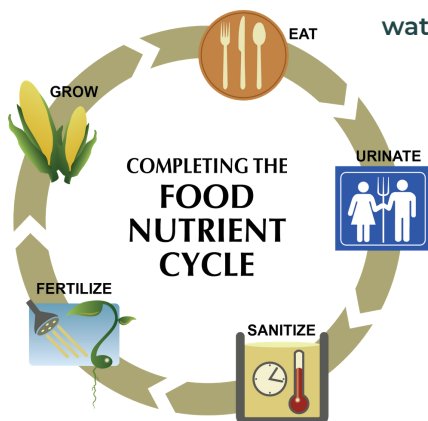 EAT
wat
GROW
URINATE
COMPLETING THE
FOOD
NUTRIENT
CYCLE
FERTILIZE
SANITIZE